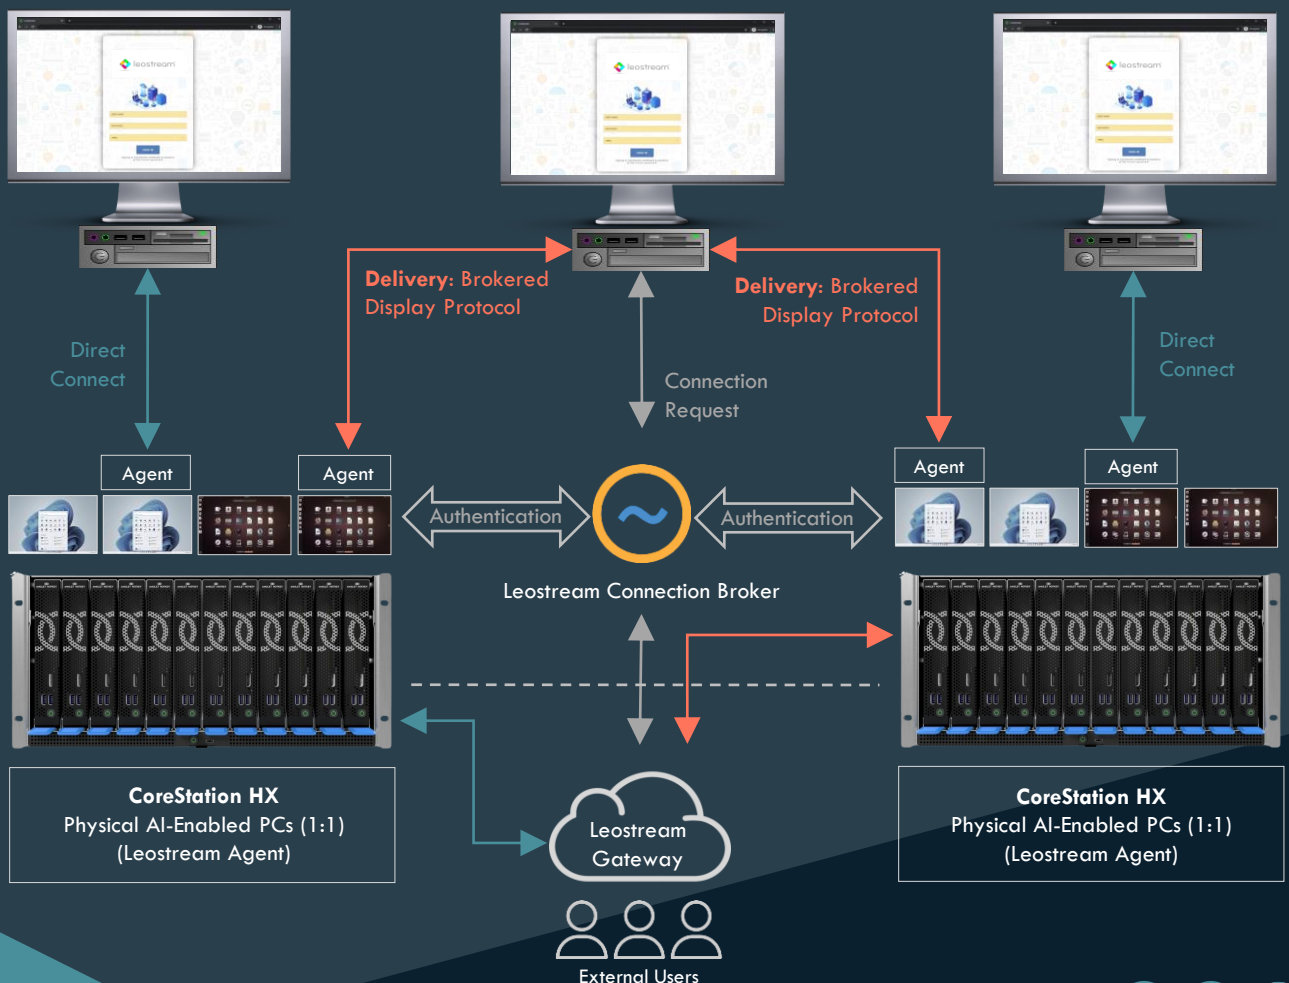 leostream
leostream
leostream
Delivery: Brokered
Display Protocol
Delivery: Brokered
Display Protocol
Direct
Connect
Connection
Request
Direct
Connect
Agent
Agent
Agent
Agent
Authentication
Authentication
Leostream Connection Broker
CoreStation HX
Physical AI-Enabled PCs (1:1)
(Leostream Agent)
Leostream
Gateway
CoreStation HX
Physical AI-Enabled PCs (1:1)
(Leostream Agent)
External Users